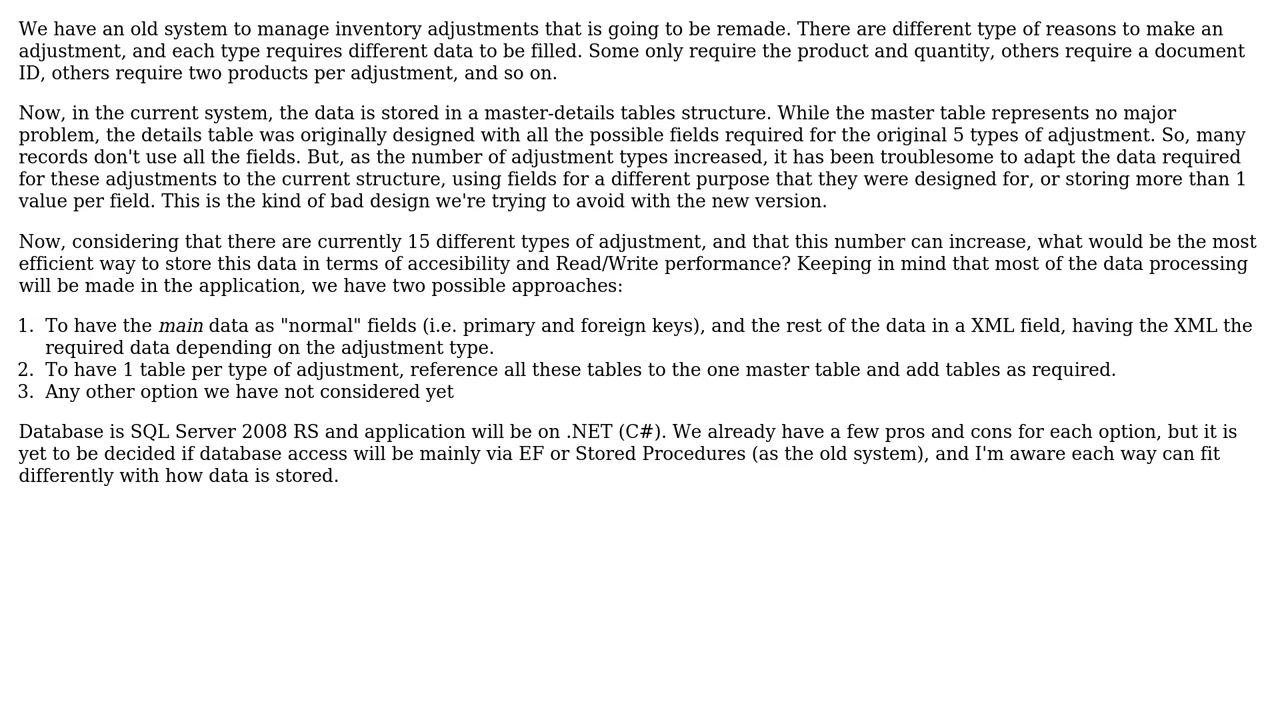 We have an old system to manage inventory adjustments that is going to be remade. There are different type of reasons to make an
adjustment, and each type requires different data to be filled. Some only require the product and quantity, others require a document
ID, others require two products per adjustment, and so on.
Now, in the current system, the data is stored in a master-details tables structure. While the master table represents no major
problem, the details table was originally designed with all the possible fields required for the original 5 types of adjustment. So, many
records don't use all the fields. But, as the number of adjustment types increased, it has been troublesome to adapt the data required
for these adjustments to the current structure, using fields for a different purpose that they were designed for, or storing more than 1
value per field. This is the kind of bad design we're trying to avoid with the new version.
Now, considering that there are currently 15 different types of adjustment, and that this number can increase, what would be the most
efficient way to store this data in terms of accesibility and Read/Write performance? Keeping in mind that most of the data processing
will be made in the application, we have two possible approaches:
1. To have the main data as "normal" fields (i.e. primary and foreign keys), and the rest of the data in a XML field, having the XML the
required data depending on the adjustment type.
2. To have 1 table per type of adjustment, reference all these tables to the one master table and add tables as required.
3. Any other option we have not considered yet
Database is SQL Server 2008 RS and application will be on .NET (C#). We already have a few pros and cons for each option, but it is
yet to be decided if database access will be mainly via EF or Stored Procedures (as the old system), and I'm aware each way can fit
differently with how data is stored.